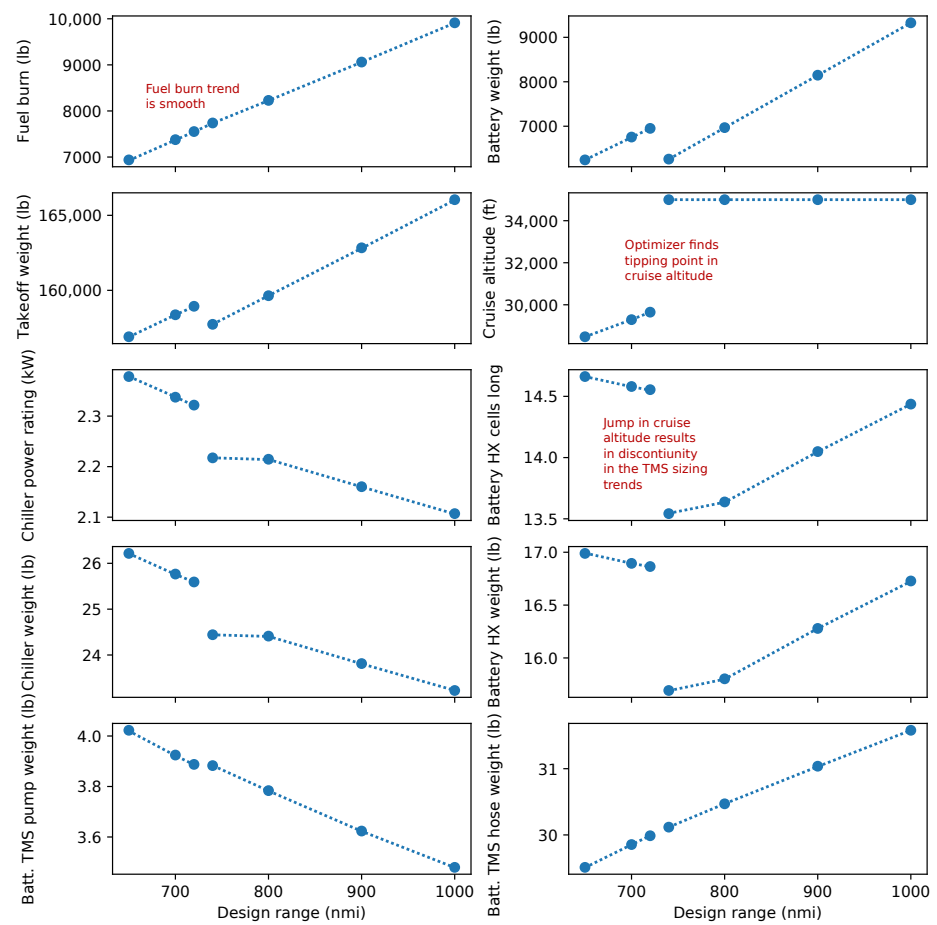 Fuel burn (lb)
10,000
9000
8000
7000
Fuel burn trend
is smooth
Battery weight (lb)
9000
8000
7000
Takeoff weight (lb)
165,000
160,000
Cruise altitude (ft)
34,000
32,000
30,000
Optimizer finds
tipping point in
cruise altitude
Chiller power rating (kW)
2.3
2.2
2.1
Battery HX cells long
14.5
14.0
13.5
Jump in cruise
altitude results
in discontiunity
in the TMS sizing
trends
Chiller weight (lb)
26
25
24
Battery HX weight (lb)
17.0
16.5
16.0
Batt. TMS pump weight (lb)
4.0
3.8
3.6
700 800 900 1000
Design range (nmi)
Batt. TMS hose weight (lb)
31
30
700 800 900 1000
Design range (nmi)